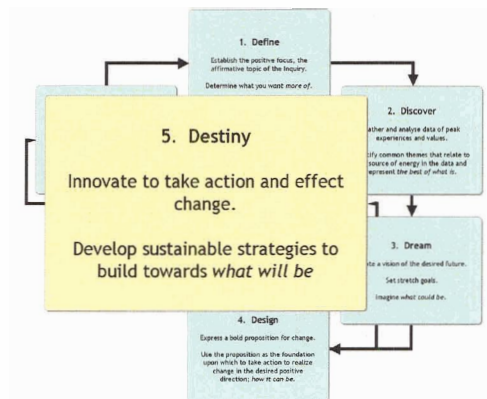 1. Define
Establish the positive focus, the
affirmative topic of the Inquiry.
Determine what you want more of.
2. Discover
ather and analyse data of peak
experiences and values.
ify common themes that relate to
source of energy in the data and
epresent the best of what is.
5. Destiny
Innovate to take action and effect
change.
Develop sustainable strategies to
build towards what will be
3. Dream
te a vision of the desired future.
Set stretch goals.
Imagine what could be.
4. Design
Express a bold proposition for change.
Use the proposition as the foundation
upon which to take action to realize
change in the desired positive
direction; how it can be.